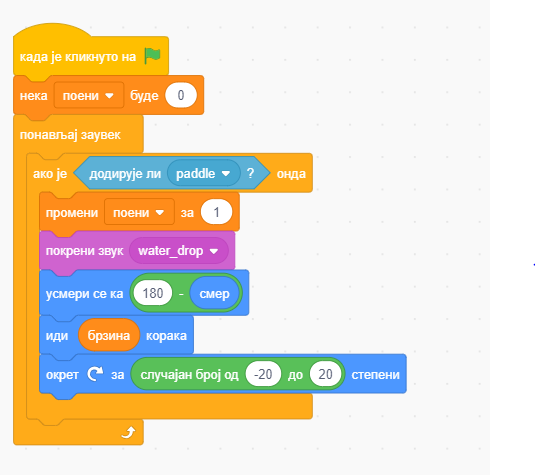 када је кликнуто на
нека поени буде 0
понављај заувек
ако је додирује ли paddle ? онда
промени поени за 1
покрени звук water_drop
усмери се ка 180 - смер
иди брзина корака
окрет за случајан број од -20 до 20 степени